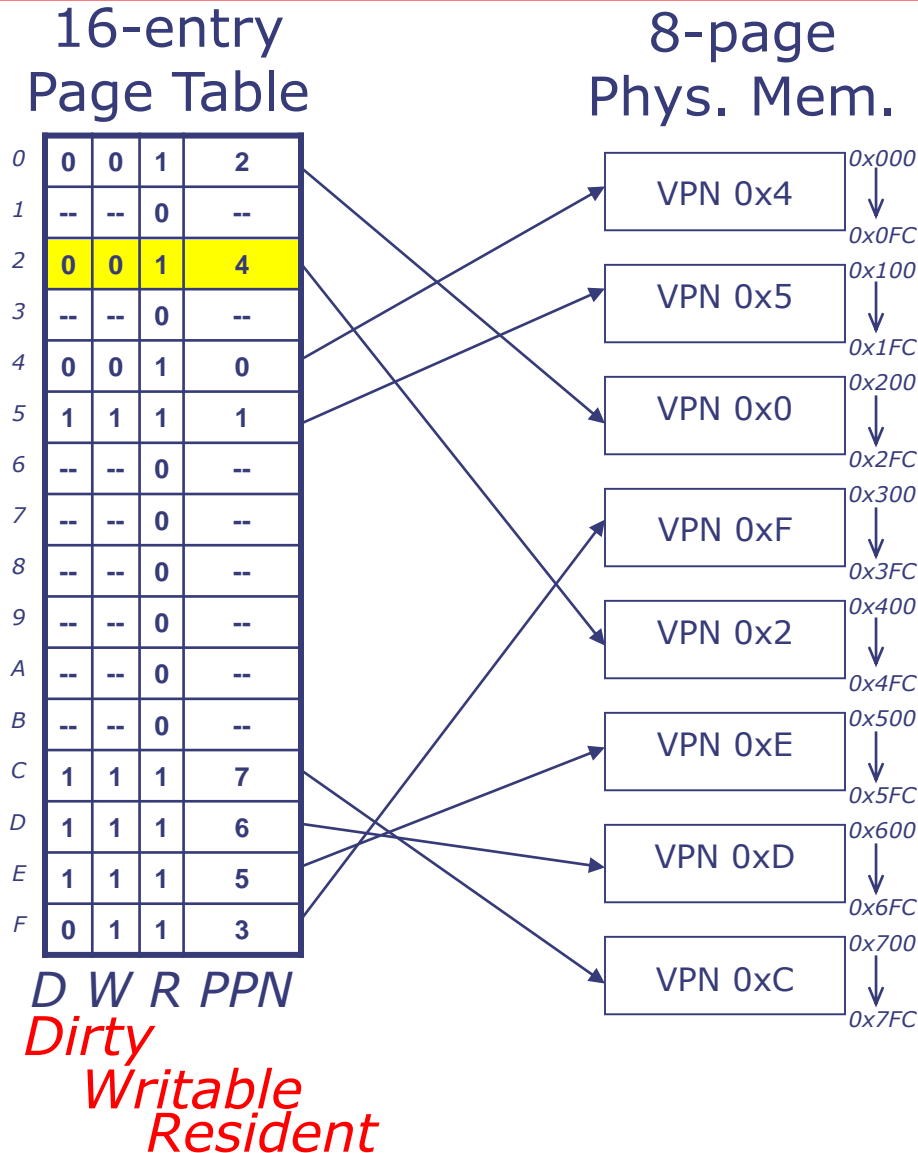 16-entry
Page Table
0 0 0 1 2
1 -- -- 0 --
2 0 0 1 4
3 -- -- 0 --
4 0 0 1 0
5 1 1 1 1
6 -- -- 0 --
7 -- -- 0 --
8 -- -- 0 --
9 -- -- 0 --
A -- -- 0 --
B -- -- 0 --
C 1 1 1 7
D 1 1 1 6
E 1 1 1 5
F 0 1 1 3
D W R PPN
Dirty
Writable
Resident
8-page
Phys. Mem.
VPN 0x4
0x000
0x0FC
VPN 0x5
0x100
0x1FC
VPN 0x0
0x200
0x2FC
VPN 0xF
0x300
0x3FC
VPN 0x2
0x400
0x4FC
VPN 0xE
0x500
0x5FC
VPN 0xD
0x600
0x6FC
VPN 0xC
0x700
0x7FC